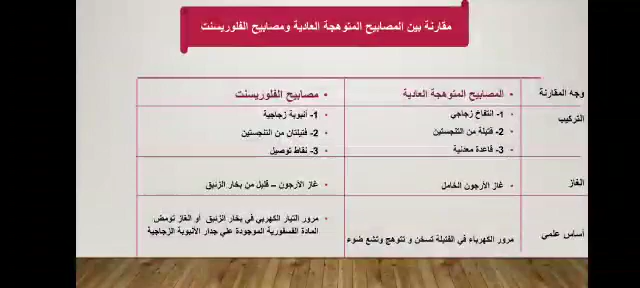 مقارنة بين المصابيح المتوهجة العادية ومصابيح الفلوريسنت
وجه المقارنة
• المصابيح المتوهجة العادية
• مصابيح الفلوريسنت
التركيب
• 1- انتفاخ زجاجي
• 2- فتيلة من التنجستين
• 3- قاعدة معدنية
• 1- أنبوبة زجاجية
• 2- فتيلتان من التنجستين
• 3- نقاط توصيل
الغاز
• غاز الأرجون الخامل
• غاز الأرجون – قليل من بخار الزئبق
أساس علمي
مرور الكهرباء في الفتيلة تسخن و تتوهج وتشع ضوء
• مرور التيار الكهربي في بخار الزئبق أو الغاز تومض
المادة الفسفورية الموجودة علي جدار الأنبوبة الزجاجية